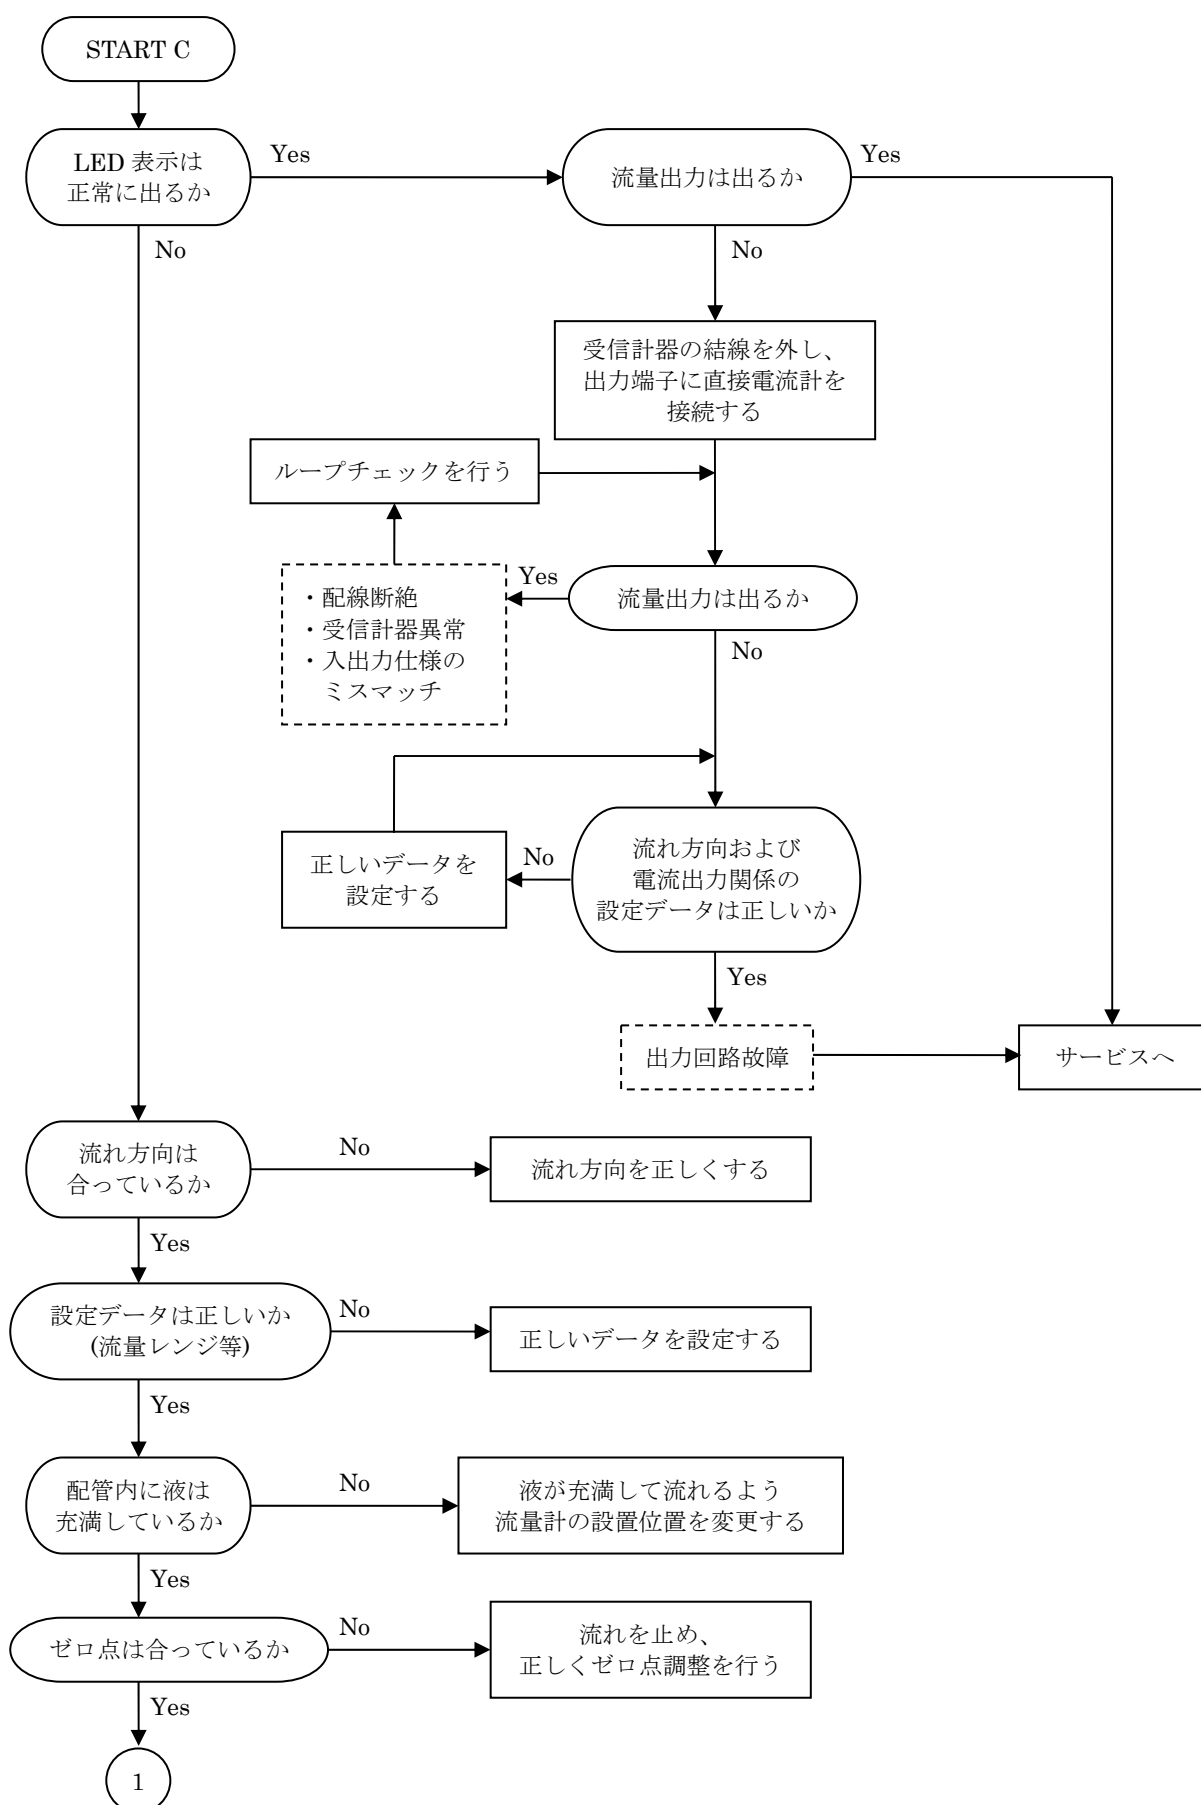 START C
LED 表示は
正常に出るか
Yes
流量出力は出るか
Yes
No
No
受信計器の結線を外し、
出力端子に直接電流計を
接続する
ループチェックを行う
Yes
流量出力は出るか
・配線断絶
・受信計器異常
・入出力仕様の
ミスマッチ
No
正しいデータを
設定する
No
流れ方向および
電流出力関係の
設定データは正しいか
Yes
出力回路故障
サービスへ
流れ方向は
合っているか
No
流れ方向を正しくする
Yes
設定データは正しいか
(流量レンジ等)
No
正しいデータを設定する
Yes
配管内に液は
充満しているか
No
液が充満して流れるよう
流量計の設置位置を変更する
Yes
ゼロ点は合っているか
No
流れを止め、
正しくゼロ点調整を行う
Yes
1